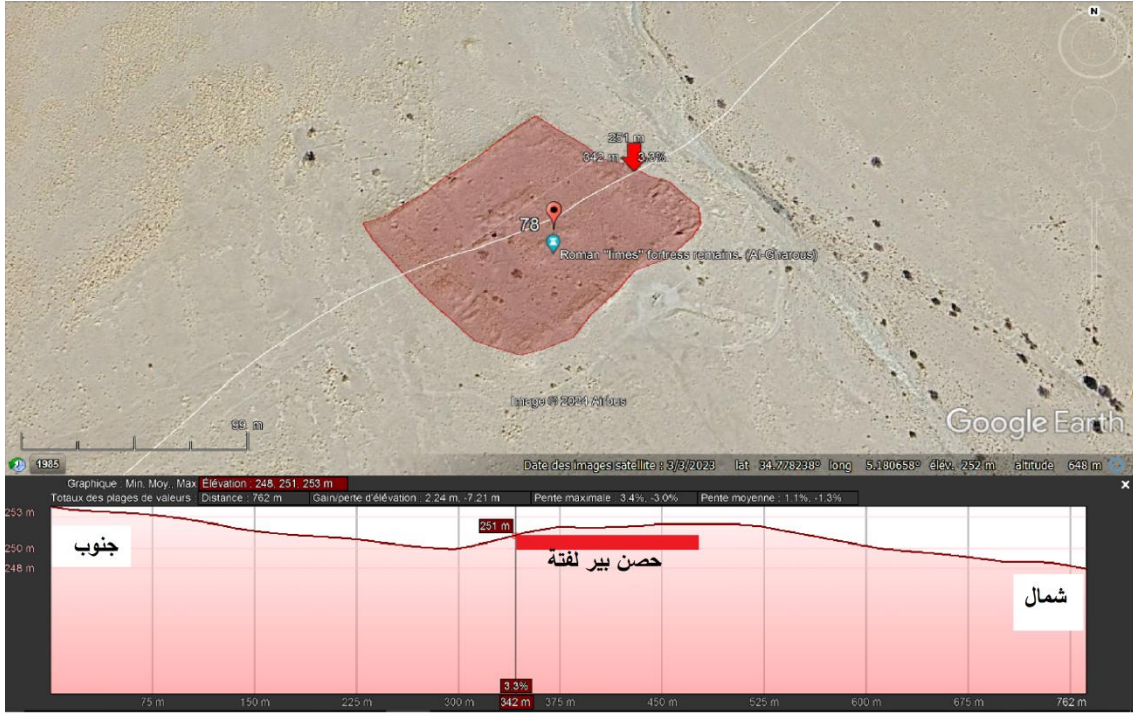 N
251 m
342 m 3.3%
78
Roman "limes" fortress remains. (Al-Gharous)
Image © 2024 Airbus
Google Earth
99 m
1985
Date des images satellite : 3/3/2023 lat 34.778238° long 5.180658° élév. 252 m altitude 648 m
Graphique : Min, Moy., Max Élévation : 248, 251, 253 m
Totaux des plages de valeurs : Distance : 762 m Gain/perte d'élévation : 2.24 m, -7.21 m Pente maximale : 3.4%, -3.0% Pente moyenne : 1.1%, -1.3%
253 m
250 m
248 m
جنوب
251 m
حصن بير لفتة
شمال
3.3%
75 m 150 m 225 m 300 m 342 m 375 m 450 m 525 m 600 m 675 m 762 m